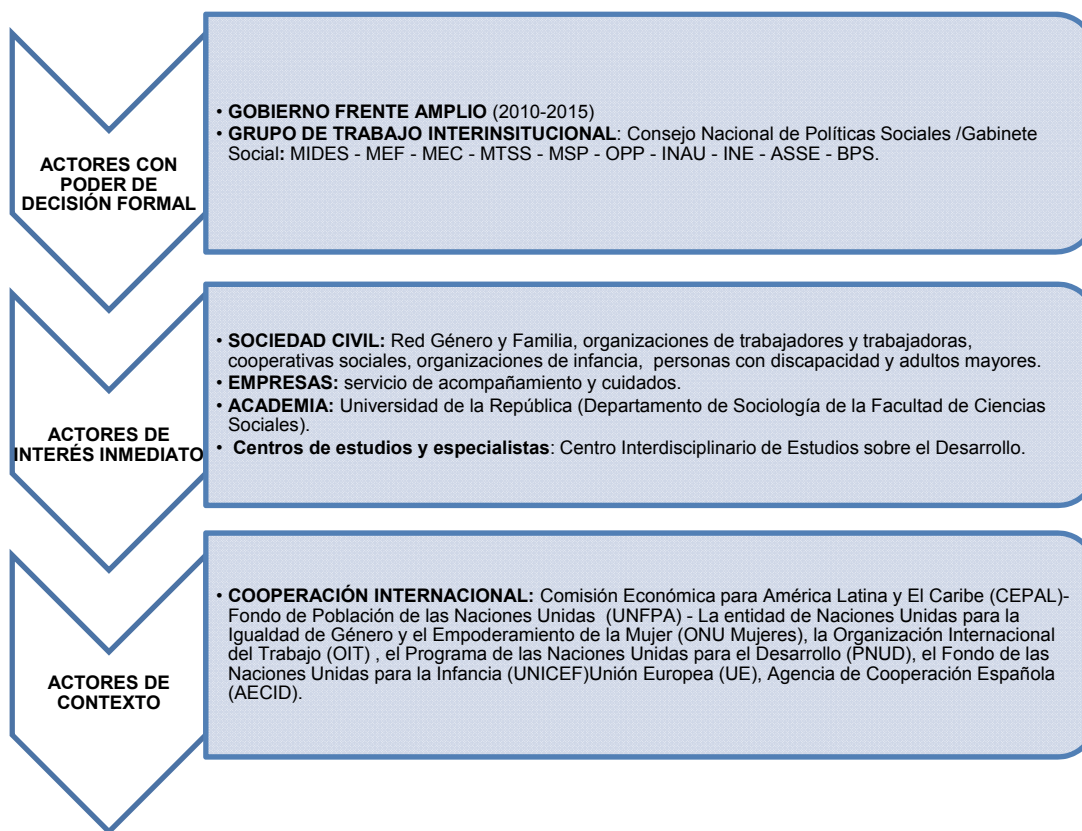 ACTORES CON
PODER DE
DECISIÓN FORMAL
• GOBIERNO FRENTE AMPLIO (2010-2015)
• GRUPO DE TRABAJO INTERINSITUCIONAL: Consejo Nacional de Políticas Sociales /Gabinete
Social: MIDES - MEF - MEC - MTSS - MSP - OPP - INAU - INE - ASSE - BPS.
ACTORES DE
INTERÉS INMEDIATO
• SOCIEDAD CIVIL: Red Género y Familia, organizaciones de trabajadores y trabajadoras,
cooperativas sociales, organizaciones de infancia, personas con discapacidad y adultos mayores.
• EMPRESAS: servicio de acompañamiento y cuidados.
• ACADEMIA: Universidad de la República (Departamento de Sociología de la Facultad de Ciencias
Sociales).
• Centros de estudios y especialistas: Centro Interdisciplinario de Estudios sobre el Desarrollo.
ACTORES DE
CONTEXTO
• COOPERACIÓN INTERNACIONAL: Comisión Económica para América Latina y El Caribe (CEPAL)-
Fondo de Población de las Naciones Unidas (UNFPA) - La entidad de Naciones Unidas para la
Igualdad de Género y el Empoderamiento de la Mujer (ONU Mujeres), la Organización Internacional
del Trabajo (OIT) , el Programa de las Naciones Unidas para el Desarrollo (PNUD), el Fondo de las
Naciones Unidas para la Infancia (UNICEF)Unión Europea (UE), Agencia de Cooperación Española
(AECID).